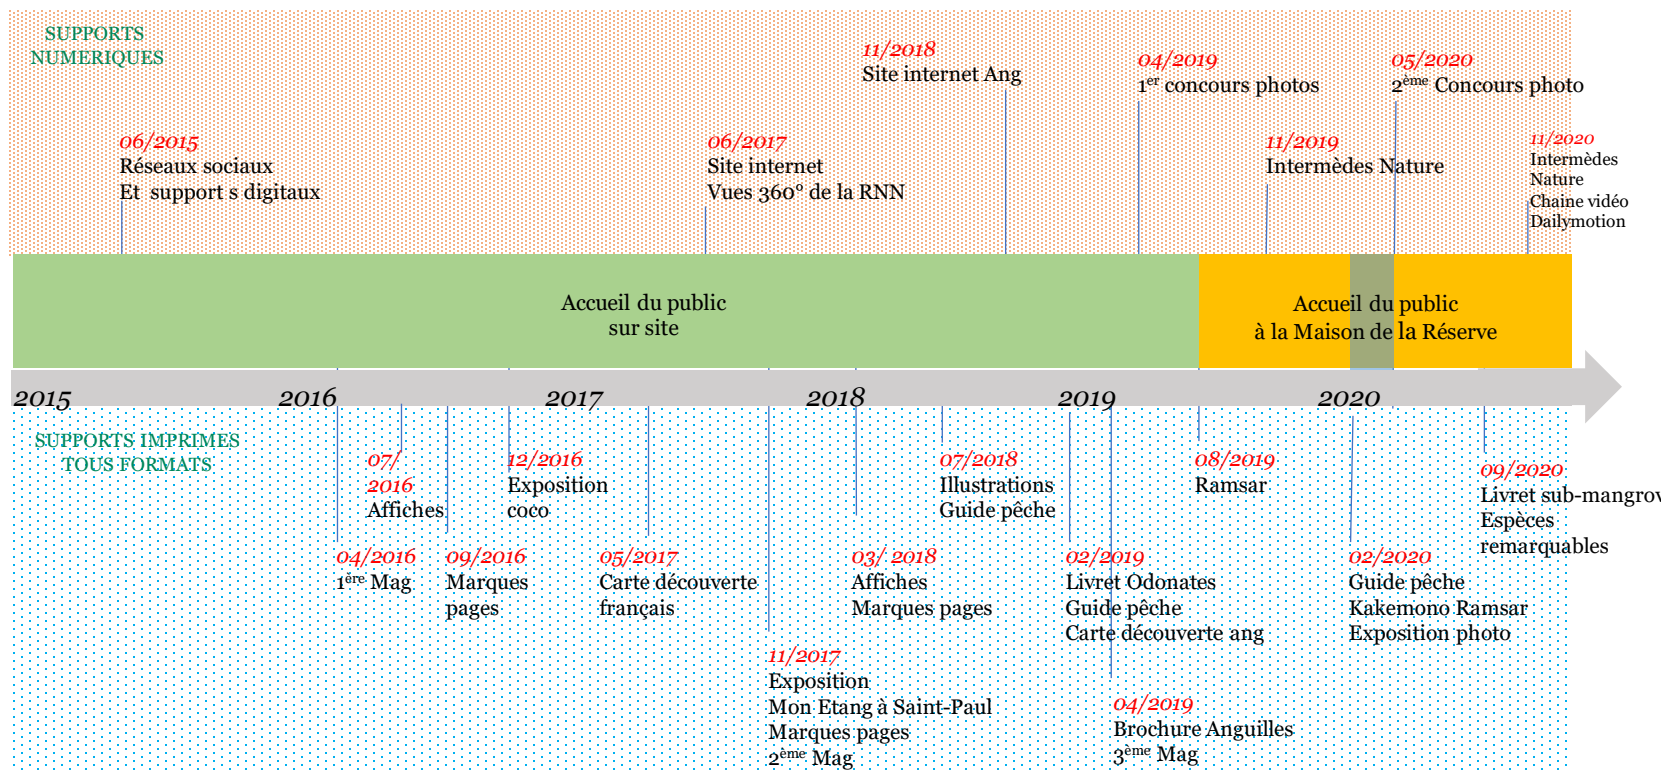 SUPPORTS
NUMERIQUES
11/2018
Site internet Ang
04/2019
1er concours photos
05/2020
2ème Concours photo
06/2015
Réseaux sociaux
Et support s digitaux
06/2017
Site internet
Vues 360° de la RNN
11/2019
Intermèdes Nature
11/2020
Intermèdes
Nature
Chaine vidéo
Dailymotion
Accueil du public
sur site
Accueil du public
à la Maison de la Réserve
2015
2016
2017
2018
2019
2020
SUPPORTS IMPRIMES
TOUS FORMATS
07/
2016
Affiches
12/2016
Exposition
coco
07/2018
Illustrations
Guide pêche
08/2019
Ramsar
09/2020
Livret sub-mangrov
Espèces
remarquables
04/2016
1ère Mag
09/2016
Marques
pages
05/2017
Carte découverte
français
03/ 2018
Affiches
Marques pages
02/2019
Livret Odonates
Guide pêche
Carte découverte ang
02/2020
Guide pêche
Kakemono Ramsar
Exposition photo
11/2017
Exposition
Mon Etang à Saint-Paul
Marques pages
2ème Mag
04/2019
Brochure Anguilles
3ème Mag